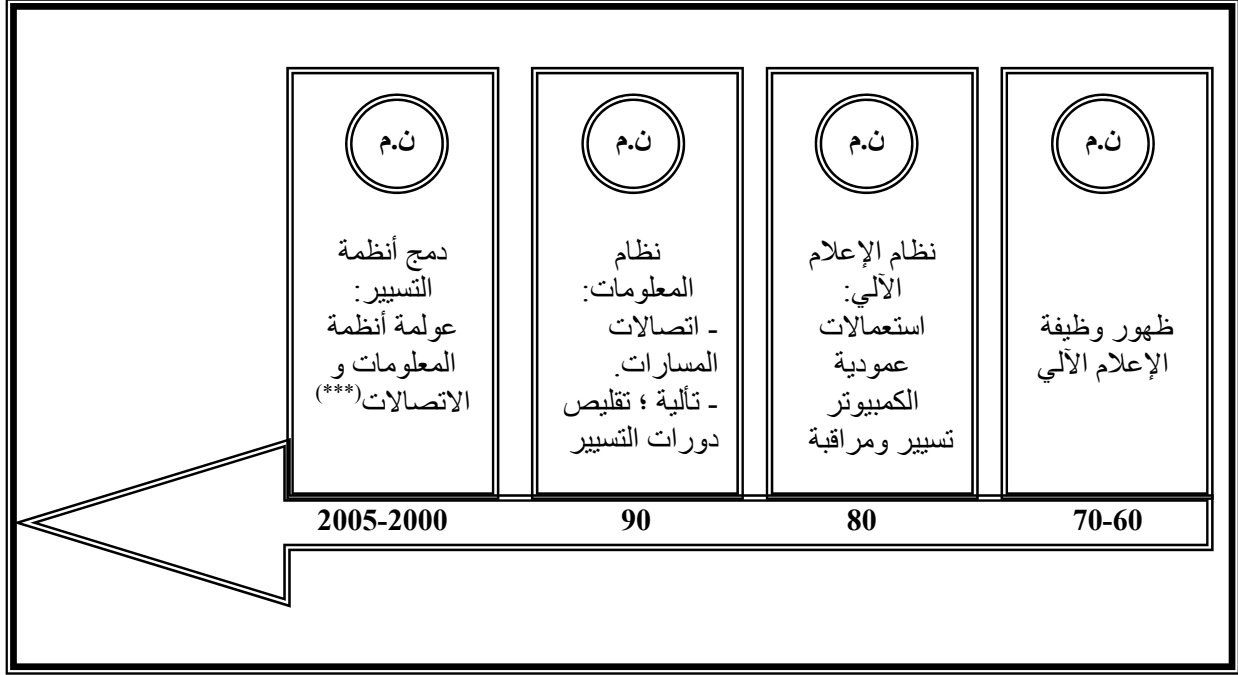 ن.م
ظهور وظيفة
الإعلام الآلي
70-60
ن.م
نظام الإعلام
الآلي:
استعمالات
عمودية
الكمبيوتر
تسيير ومراقبة
80
ن.م
نظام
المعلومات:
- اتصالات
المسارات.
- تألية ؛ تقليص
دورات التسيير
90
ن.م
دمج أنظمة
التسيير:
عولمة أنظمة
المعلومات و
الاتصالات(***)
2005-2000